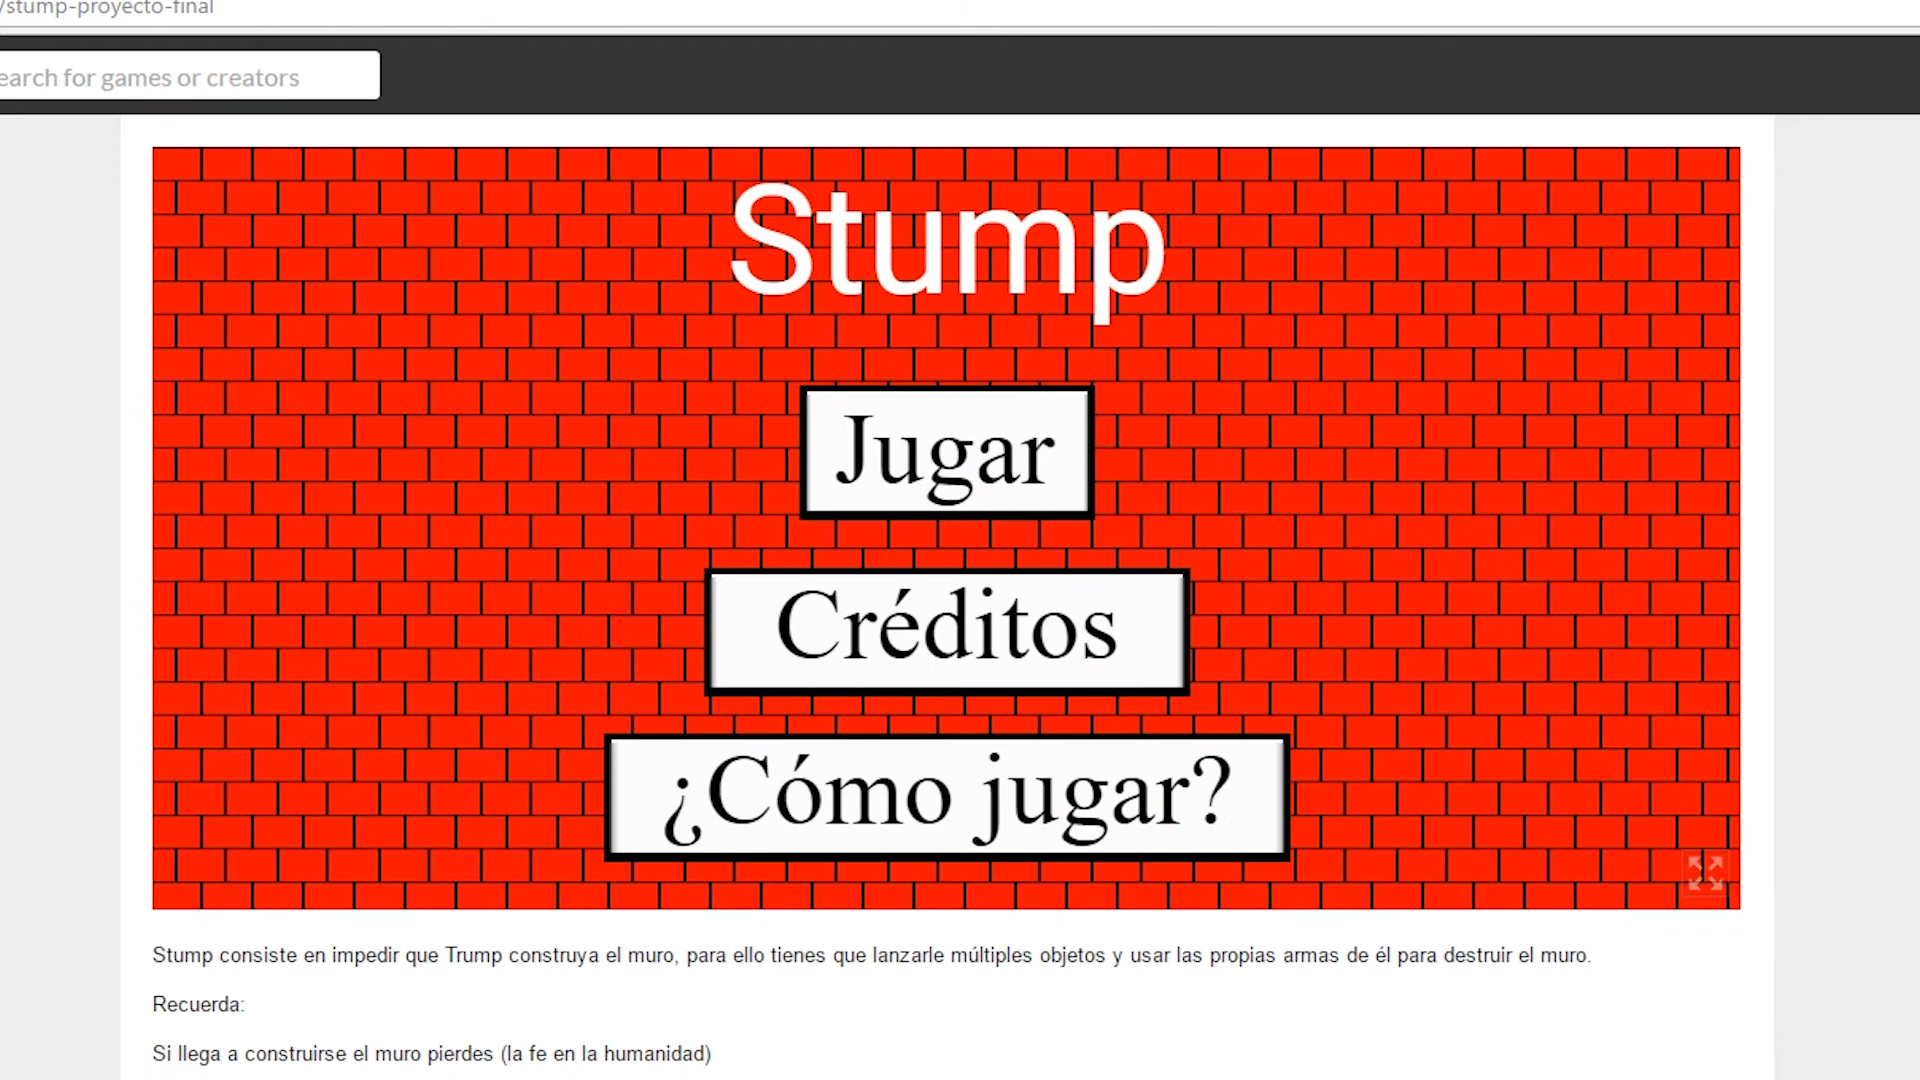 /stump-proyecto-final
earch for games or creators
Stump
Jugar
Créditos
¿Cómo jugar?
Stump consiste en impedir que Trump construya el muro, para ello tienes que lanzarle múltiples objetos y usar las propias armas de él para destruir el muro.
Recuerda:
Si llega a construirse el muro pierdes (la fe en la humanidad)